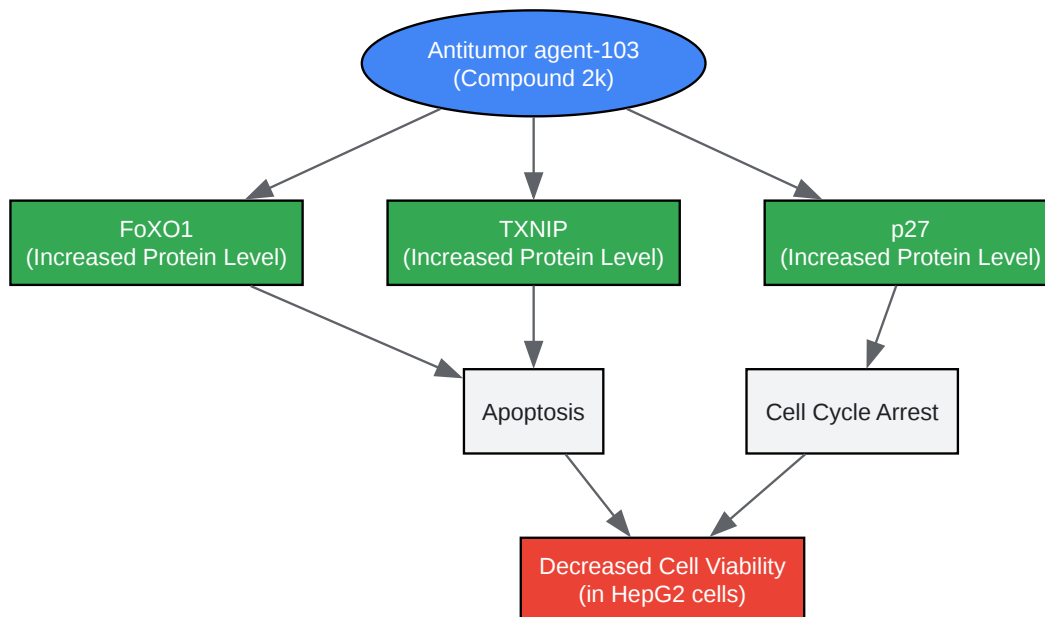 Antitumor agent-103
(Compound 2k)
FoXO1
(Increased Protein Level)
TXNIP
(Increased Protein Level)
p27
(Increased Protein Level)
Apoptosis
Cell Cycle Arrest
Decreased Cell Viability
(in HepG2 cells)